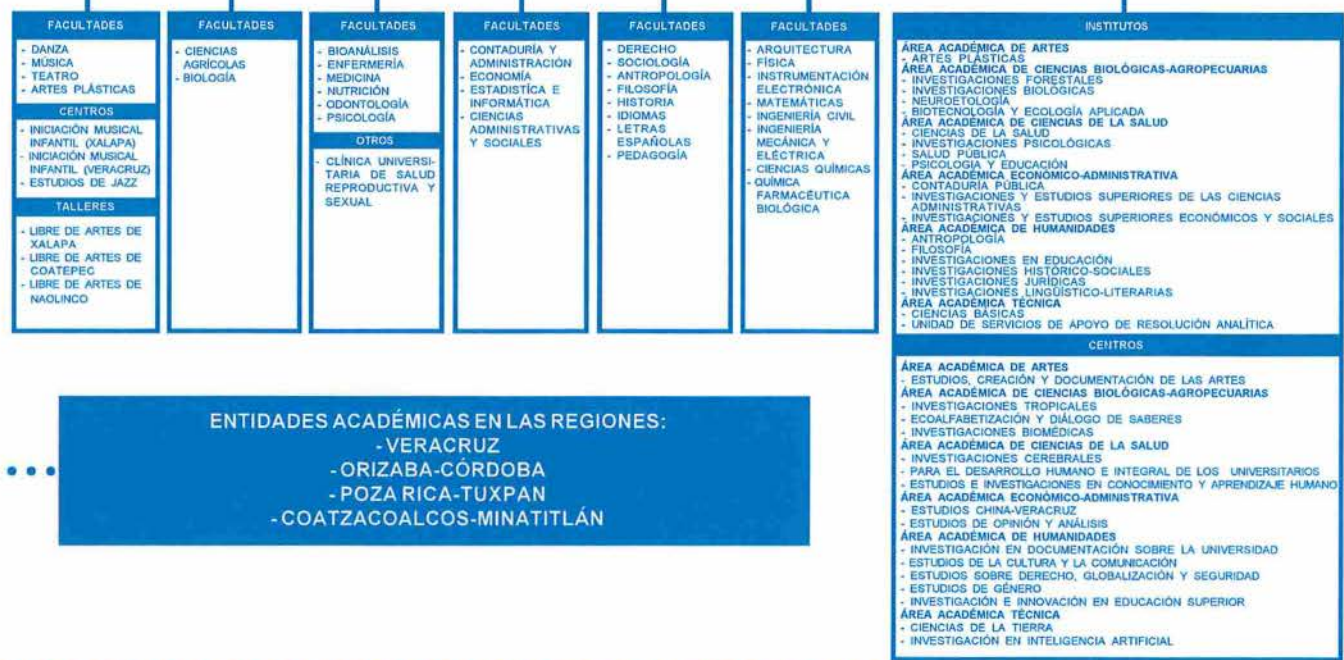 FACULTADES
- DANZA
- MÚSICA
- TEATRO
- ARTES PLÁSTICAS
CENTROS
- INICIACIÓN MUSICAL
INFANTIL (XALAPA)
- INICIACIÓN MUSICAL
INFANTIL (VERACRUZ)
- ESTUDIOS DE JAZZ
TALLERES
- LIBRE DE ARTES DE
XALAPA
- LIBRE DE ARTES DE
COATEPEC
- LIBRE DE ARTES DE
NAOLINCO
FACULTADES
- CIENCIAS
AGRÍCOLAS
- BIOLOGÍA
FACULTADES
- BIOANÁLISIS
- ENFERMERÍA
- MEDICINA
- NUTRICIÓN
- ODONTOLOGÍA
- PSICOLOGÍA
OTROS
- CLÍNICA UNIVERSI-
TARIA DE SALUD
REPRODUCTIVA Y
SEXUAL
FACULTADES
- CONTADURÍA Y
ADMINISTRACIÓN
- ECONOMÍA
- ESTADISTÍCA E
INFORMÁTICA
- CIENCIAS
ADMINISTRATIVAS
Y SOCIALES
FACULTADES
- DERECHO
- SOCIOLOGÍA
- ANTROPOLOGÍA
- FILOSOFÍA
- HISTORIA
- IDIOMAS
- LETRAS
ESPAÑOLAS
- PEDAGOGÍA
FACULTADES
- ARQUITECTURA
- FÍSICA
- INSTRUMENTACIÓN
ELECTRÓNICA
- MATEMÁTICAS
- INGENIERÍA CIVIL
- INGENIERÍA
MECÁNICA Y
ELÉCTRICA
- CIENCIAS QUÍMICAS
- QUÍMICA
FARMACÉUTICA
BIOLÓGICA
INSTITUTOS
ÁREA ACADÉMICA DE ARTES
- ARTES PLÁSTICAS
ÁREA ACADÉMICA DE CIENCIAS BIOLÓGICAS-AGROPECUARIAS
- INVESTIGACIONES FORESTALES
- INVESTIGACIONES BIOLÓGICAS
- NEUROETOLOGÍA
- BIOTECNOLOGÍA Y ECOLOGÍA APLICADA
ÁREA ACADÉMICA DE CIENCIAS DE LA SALUD
- CIENCIAS DE LA SALUD
- INVESTIGACIONES PSICOLÓGICAS
- SALUD PÚBLICA
- PSICOLOGIA Y EDUCACIÓN
ÁREA ACADÉMICA ECONÓMICO-ADMINISTRATIVA
- CONTADURÍA PÚBLICA
- INVESTIGACIONES Y ESTUDIOS SUPERIORES DE LAS CIENCIAS
ADMINISTRATIVAS
- INVESTIGACIONES Y ESTUDIOS SUPERIORES ECONÓMICOS Y SOCIALES
ÁREA ACADÉMICA DE HUMANIDADES
- ANTROPOLOGÍA
- FILOSOFÍA
- INVESTIGACIONES EN EDUCACIÓN
- INVESTIGACIONES HISTÓRICO-SOCIALES
- INVESTIGACIONES JURÍDICAS
- INVESTIGACIONES LINGÜÍSTICO-LITERARIAS
ÁREA ACADÉMICA TÉCNICA
- CIENCIAS BÁSICAS
- UNIDAD DE SERVICIOS DE APOYO DE RESOLUCIÓN ANALÍTICA
CENTROS
ÁREA ACADÉMICA DE ARTES
- ESTUDIOS, CREACIÓN Y DOCUMENTACIÓN DE LAS ARTES
ÁREA ACADÉMICA DE CIENCIAS BIOLÓGICAS-AGROPECUARIAS
- INVESTIGACIONES TROPICALES
- ECOALFABETIZACIÓN Y DIÁLOGO DE SABERES
- INVESTIGACIONES BIOMÉDICAS
ÁREA ACADÉMICA DE CIENCIAS DE LA SALUD
- INVESTIGACIONES CEREBRALES
- PARA EL DESARROLLO HUMANO E INTEGRAL DE LOS UNIVERSITARIOS
- ESTUDIOS E INVESTIGACIONES EN CONOCIMIENTO Y APRENDIZAJE HUMANO
ÁREA ACADÉMICA ECONÓMICO-ADMINISTRATIVA
- ESTUDIOS CHINA-VERACRUZ
- ESTUDIOS DE OPINIÓN Y ANÁLISIS
ÁREA ACADÉMICA DE HUMANIDADES
- INVESTIGACIÓN EN DOCUMENTACIÓN SOBRE LA UNIVERSIDAD
- ESTUDIOS DE LA CULTURA Y LA COMUNICACIÓN
- ESTUDIOS SOBRE DERECHO, GLOBALIZACIÓN Y SEGURIDAD
- ESTUDIOS DE GÉNERO
- INVESTIGACIÓN E INNOVACIÓN EN EDUCACIÓN SUPERIOR
ÁREA ACADÉMICA TÉCNICA
- CIENCIAS DE LA TIERRA
- INVESTIGACIÓN EN INTELIGENCIA ARTIFICIAL
ENTIDADES ACADÉMICAS EN LAS REGIONES:
-VERACRUZ
-ORIZABA-CÓRDOBA
-POZA RICA-TUXPAN
-COATZACOALCOS-MINATITLÁN